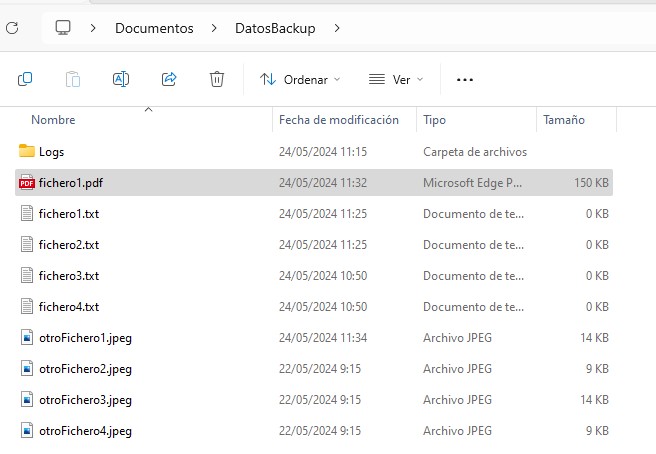 Documentos DatosBackup
Ordenar Ver
Nombre Fecha de modificación Tipo Tamaño
Logs 24/05/2024 11:15 Carpeta de archivos
PDF fichero1.pdf 24/05/2024 11:32 Microsoft Edge P... 150 KB
fichero1.txt 24/05/2024 11:25 Documento de te... 0 KB
fichero2.txt 24/05/2024 11:25 Documento de te... 0 KB
fichero3.txt 24/05/2024 10:50 Documento de te... 0 KB
fichero4.txt 24/05/2024 10:50 Documento de te... 0 KB
otroFichero1.jpeg 24/05/2024 11:34 Archivo JPEG 14 KB
otroFichero2.jpeg 22/05/2024 9:15 Archivo JPEG 9 KB
otroFichero3.jpeg 22/05/2024 9:15 Archivo JPEG 14 KB
otroFichero4.jpeg 22/05/2024 9:15 Archivo JPEG 9 KB